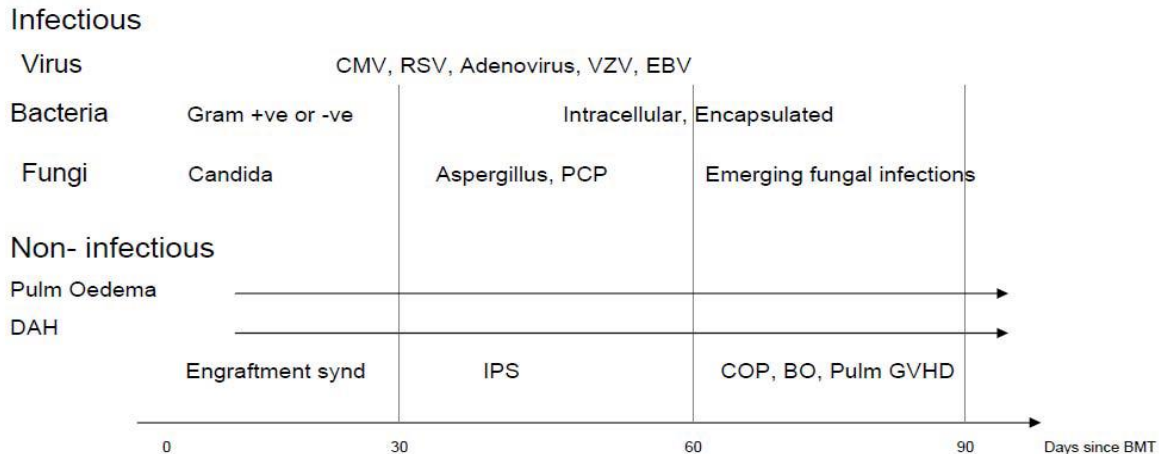 Infectious
Virus CMV, RSV, Adenovirus, VZV, EBV
Bacteria Gram +ve or -ve Intracellular, Encapsulated
Fungi Candida Aspergillus, PCP Emerging fungal infections
Non- infectious
Pulm Oedema
DAH
Engraftment synd IPS COP, BO, Pulm GVHD
0 30 60 90 Days since BMT